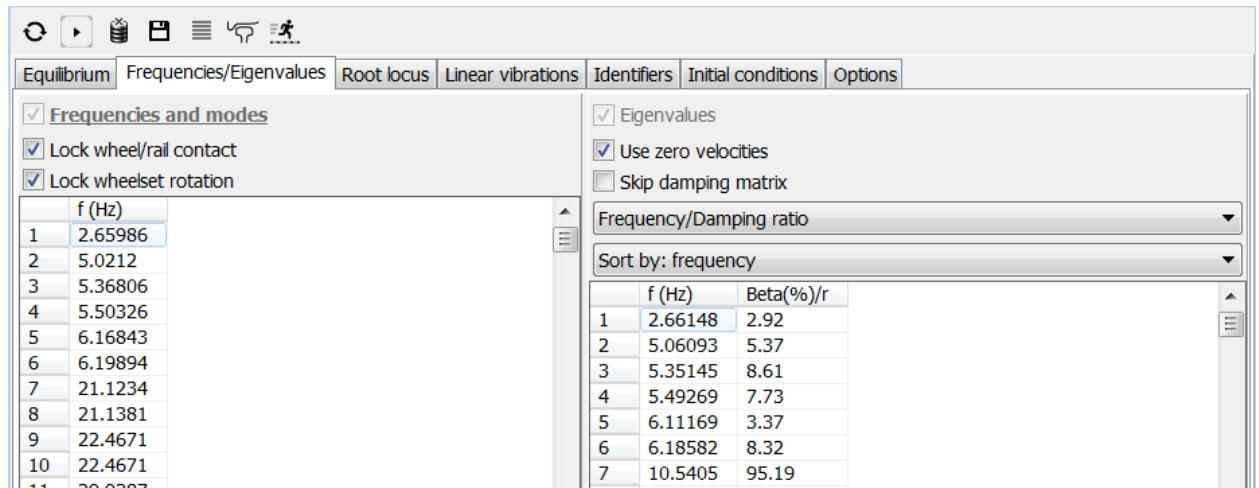 Equilibrium Frequencies/Eigenvalues Root locus Linear vibrations Identifiers Initial conditions Options
Frequencies and modes
Lock wheel/rail contact
Lock wheelset rotation
f (Hz)
1 2.65986
2 5.0212
3 5.36806
4 5.50326
5 6.16843
6 6.19894
7 21.1234
8 21.1381
9 22.4671
10 22.4671
Eigenvalues
Use zero velocities
Skip damping matrix
Frequency/Damping ratio
Sort by: frequency
f (Hz) Beta(%)/r
1 2.66148 2.92
2 5.06093 5.37
3 5.35145 8.61
4 5.49269 7.73
5 6.11169 3.37
6 6.18582 8.32
7 10.5405 95.19